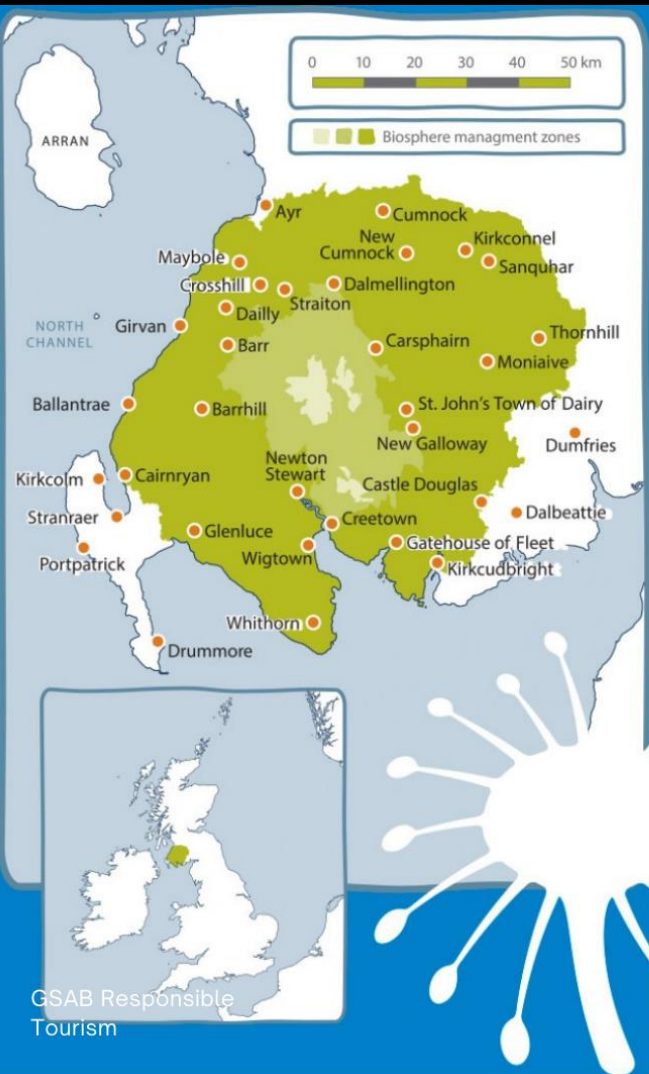 0 10 20 30 40 50 km
Biosphere managment zones
ARRAN
Ayr
Cumnock
New
Cumnock
Kirkconnel
Sanquhar
Maybole
Crosshill
Straiton
Dalmellington
Dailly
NORTH
CHANNEL
Girvan
Barr
Carsphairn
Thornhill
Moniaive
Ballantrae
Barrhill
St. John's Town of Dairy
New Galloway
Dumfries
Newton
Stewart
Kirkcolm
Cairnryan
Castle Douglas
Stranraer
Dalbeattie
Glenluce
Creetown
Portpatrick
Wigtown
Gatehouse of Fleet
Kirkcudbright
Whithorn
Drummore
GSAB Responsible
Tourism